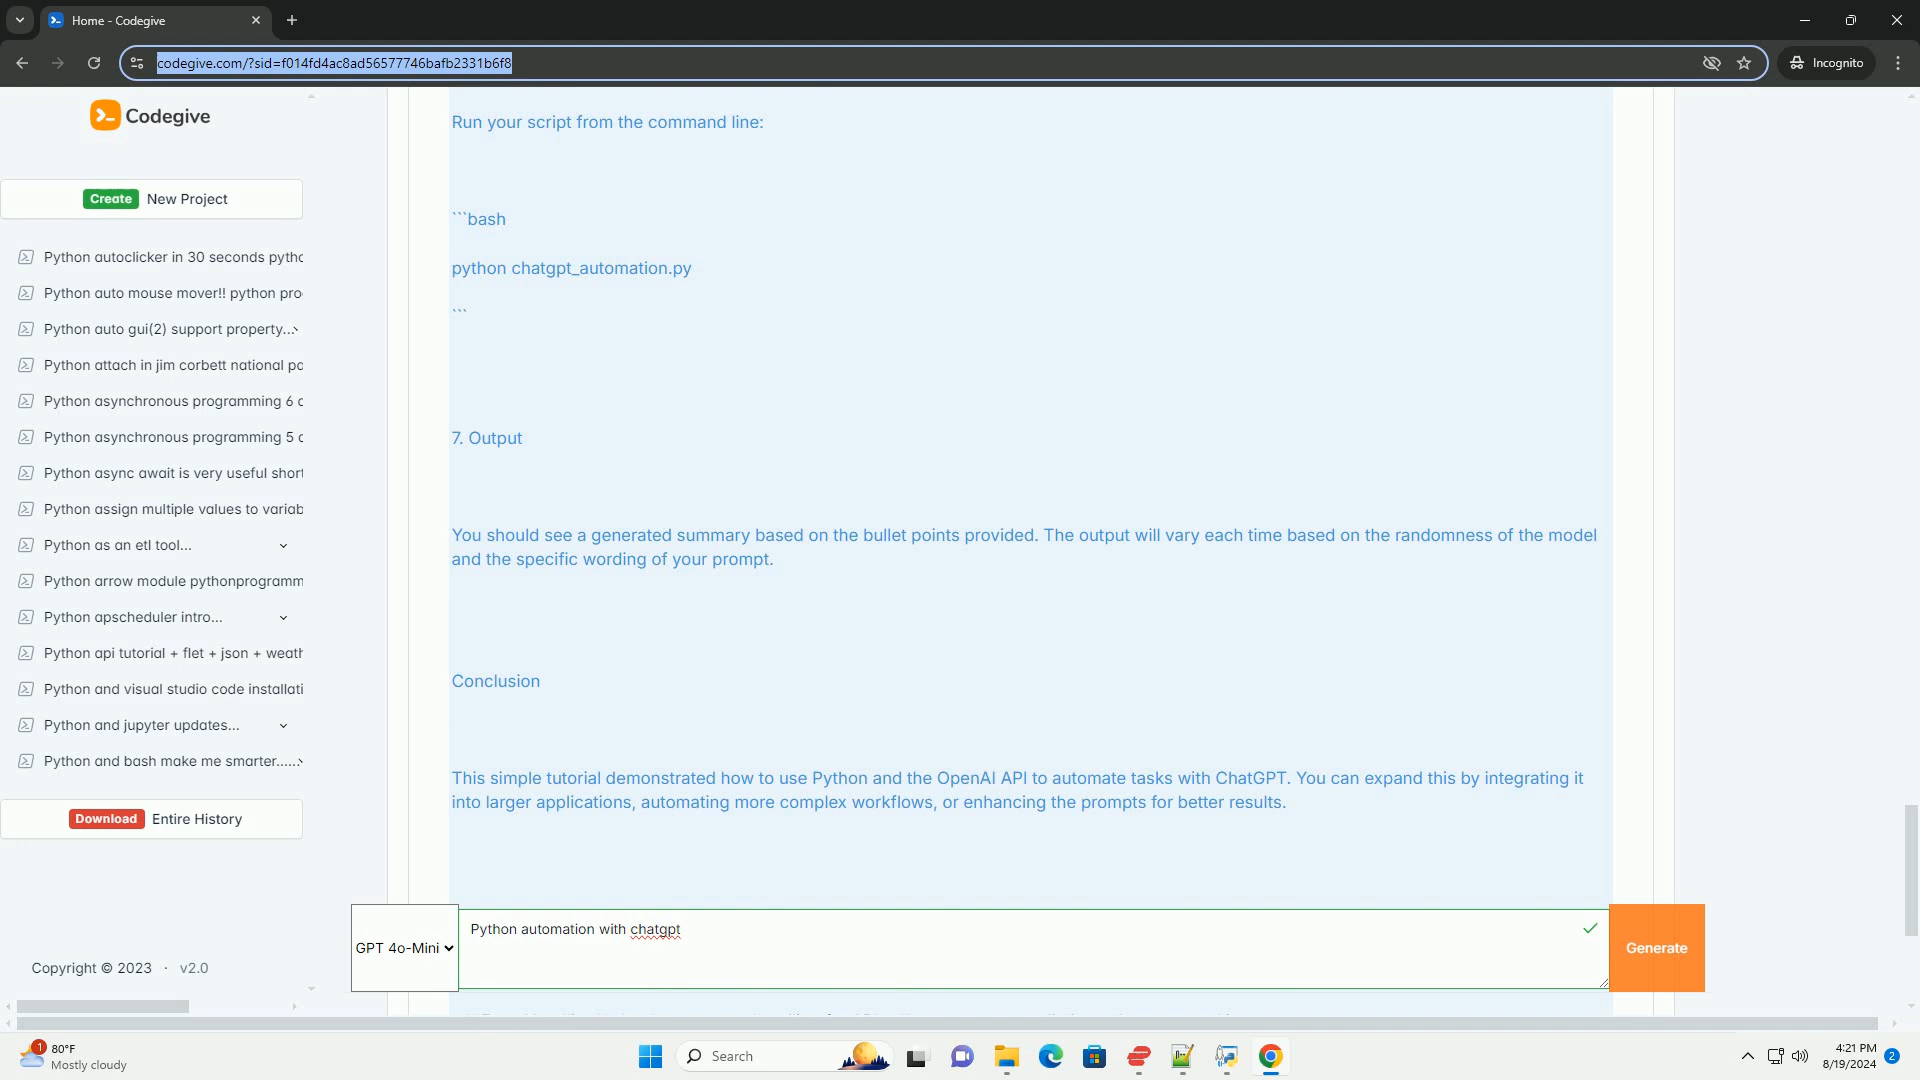 Home - Codegive
codegive.com/?sid=f014fd4ac8ad56577746bafb2331b6f8
Incognito
Codegive
Create New Project
Python autoclicker in 30 seconds pytho
Python auto mouse mover!! python pro
Python auto gui(2) support property...
Python attach in jim corbett national pa
Python asynchronous programming 6 c
Python asynchronous programming 5 c
Python async await is very useful short
Python assign multiple values to variab
Python as an etl tool...
Python arrow module pythonprogramm
Python apscheduler intro...
Python api tutorial + flet + json + weath
Python and visual studio code installati
Python and jupyter updates...
Python and bash make me smarter......
Download Entire History
Copyright © 2023 · v2.0
Run your script from the command line:
```bash
python chatgpt_automation.py
```
7. Output
You should see a generated summary based on the bullet points provided. The output will vary each time based on the randomness of the model
and the specific wording of your prompt.
Conclusion
This simple tutorial demonstrated how to use Python and the OpenAI API to automate tasks with ChatGPT. You can expand this by integrating it
into larger applications, automating more complex workflows, or enhancing the prompts for better results.
GPT 4o-Mini
Python automation with chatgpt
Generate
1
80°F
Mostly cloudy
Search
4:21 PM
8/19/2024
2